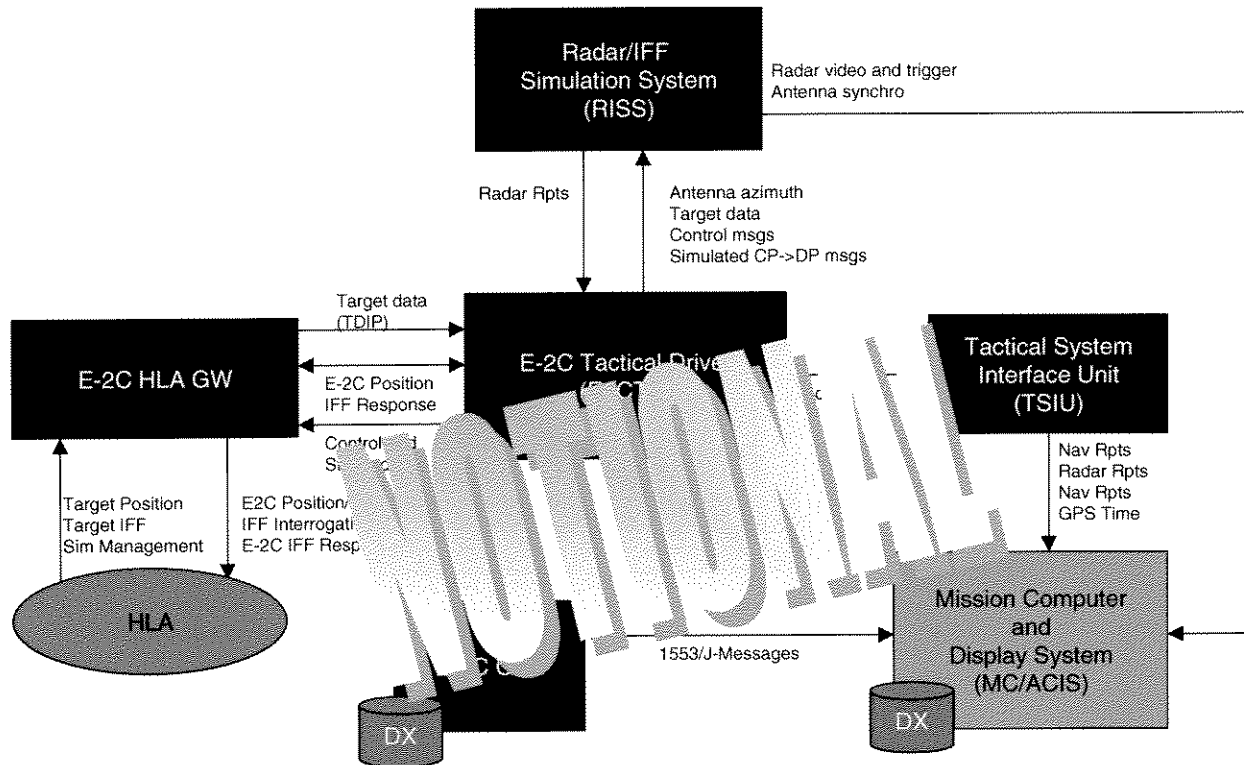 Radar/IFF
Simulation System
(RISS)
Radar video and trigger
Antenna synchro
Radar Rpts
Antenna azimuth
Target data
Control msgs
Simulated CP->DP msgs
Target data
(TDIP)
E-2C HLA GW
E-2C Position
IFF Response
E-2C Tactical Drive
Tactical System
Interface Unit
(TSIU)
Nav Rpts
Radar Rpts
Nav Rpts
GPS Time
Target Position
Target IFF
Sim Management
E2C Position/
IFF Interrogati
E-2C IFF Resp
HLA
NOTIONAL
1553/J-Messages
Mission Computer
and
Display System
(MC/ACIS)
DX
DX